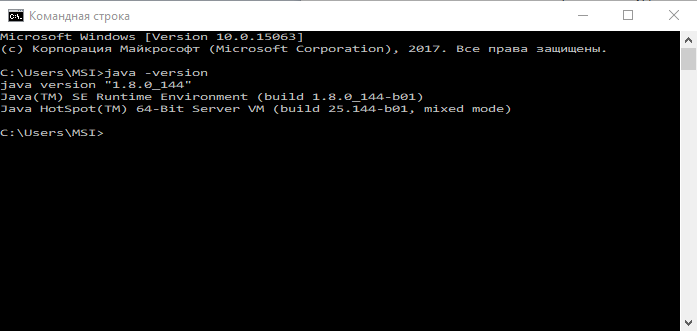 Командная строка
Microsoft Windows [Version 10.0.15063]
(c) Корпорация Майкрософт (Microsoft Corporation), 2017. Все права защищены.
C:\Users\MSI>java -version
java version "1.8.0_144"
Java(TM) SE Runtime Environment (build 1.8.0_144-b01)
Java HotSpot(TM) 64-Bit Server VM (build 25.144-b01, mixed mode)
C:\Users\MSI>